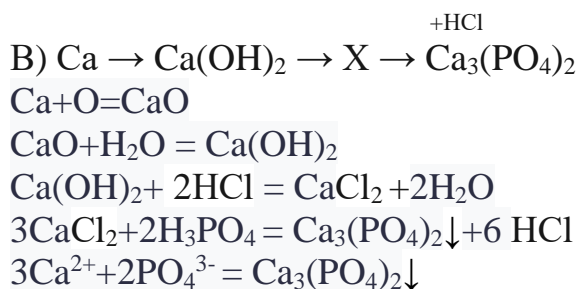 +HCl
B) Ca → Ca(OH)₂ → X → Ca₃(PO₄)₂
Ca+O=CaO
CaO+H₂O = Ca(OH)₂
Ca(OH)₂+ 2HCl = CaCl₂ +2H₂O
3CaCl₂+2H₃PO₄ = Ca₃(PO₄)₂↓+6 HCl
3Ca²⁺+2PO₄³⁻ = Ca₃(PO₄)₂↓